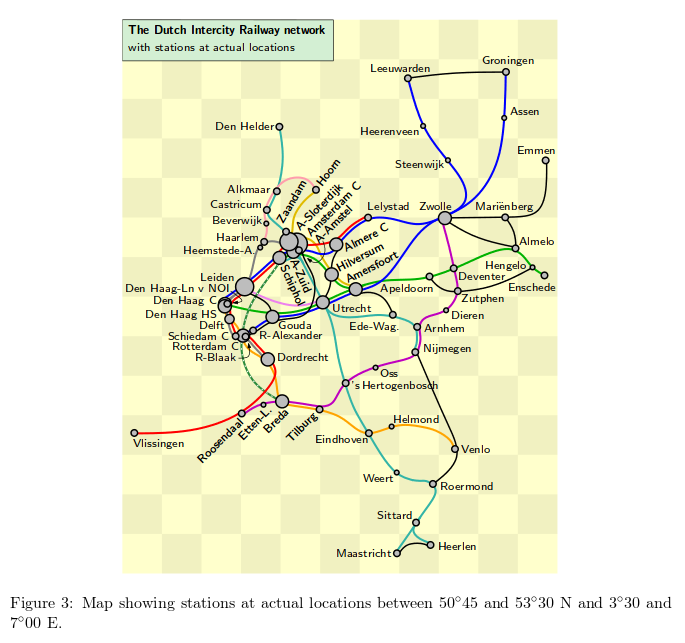 The Dutch Intercity Railway network
with stations at actual locations
Groningen
Leeuwarden
Assen
Den Helder
Heerenveen
Emmen
Steenwijk
Hoorn
Alkmaar
Zaandam
A-Sloterdijk
Amsterdam C
A-Amstel
Castricum
Lelystad
Zwolle
Mariënberg
Beverwijk
Haarlem
Almere C
Almelo
Heemstede-A.
Hilversum
Amersfoort
A-Zuid
Schiphol
Hengelo
Leiden
Deventer
Den Haag-Ln v NOI
Apeldoorn
Enschede
Den Haag C
Zutphen
Utrecht
Den Haag HS
Dieren
Delft
Gouda
Ede-Wag.
Arnhem
Schiedam C
R-Alexander
Rotterdam C
Nijmegen
R-Blaak
Dordrecht
Oss
's Hertogenbosch
Roosendaal
Etten-L.
Breda
Tilburg
Helmond
Vlissingen
Eindhoven
Venlo
Weert
Roermond
Sittard
Maastricht
Heerlen
Figure 3: Map showing stations at actual locations between 50°45 and 53°30 N and 3°30 and
7°00 E.